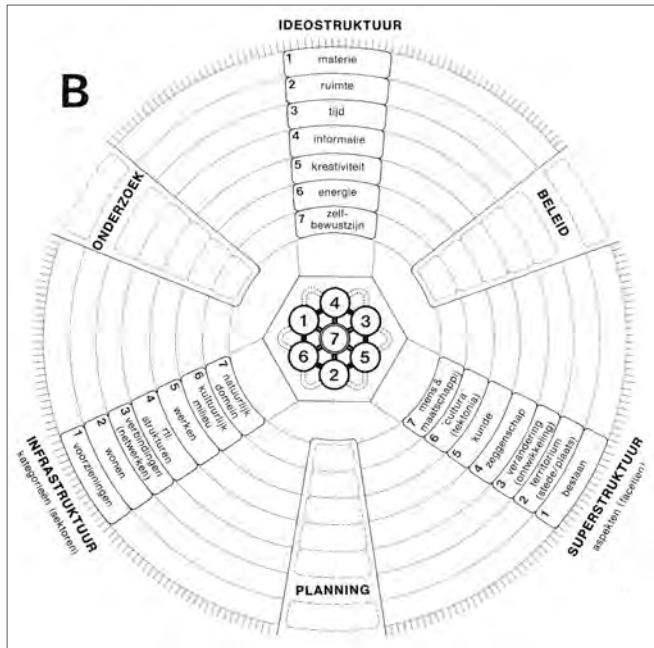 IDEOSTRUKTUUR
B
1 materie
2 ruimte
3 tijd
4 informatie
5 kreativiteit
6 energie
7 zelf-
bewustzijn
ONDERZOEK
BELEID
4
1
3
7
6
5
2
7 natuurlijk
domein
6 kultuurlijk
milieu
5 werken
4 rtl.
strukturen
3 verbindingen
(netwerken)
2 wonen
1 voorzieningen
INFRASTRUKTUUR
kategorieën (sektoren)
7 mens &
maatschappij
6 cultura
(tektonia)
5 kunde
4 zeggenschap
3 verandering
(ontwikkeling)
2 territorium
(stede/plaats)
1 bestaan
SUPERSTRUKTUUR
aspekten (facetten)
PLANNING